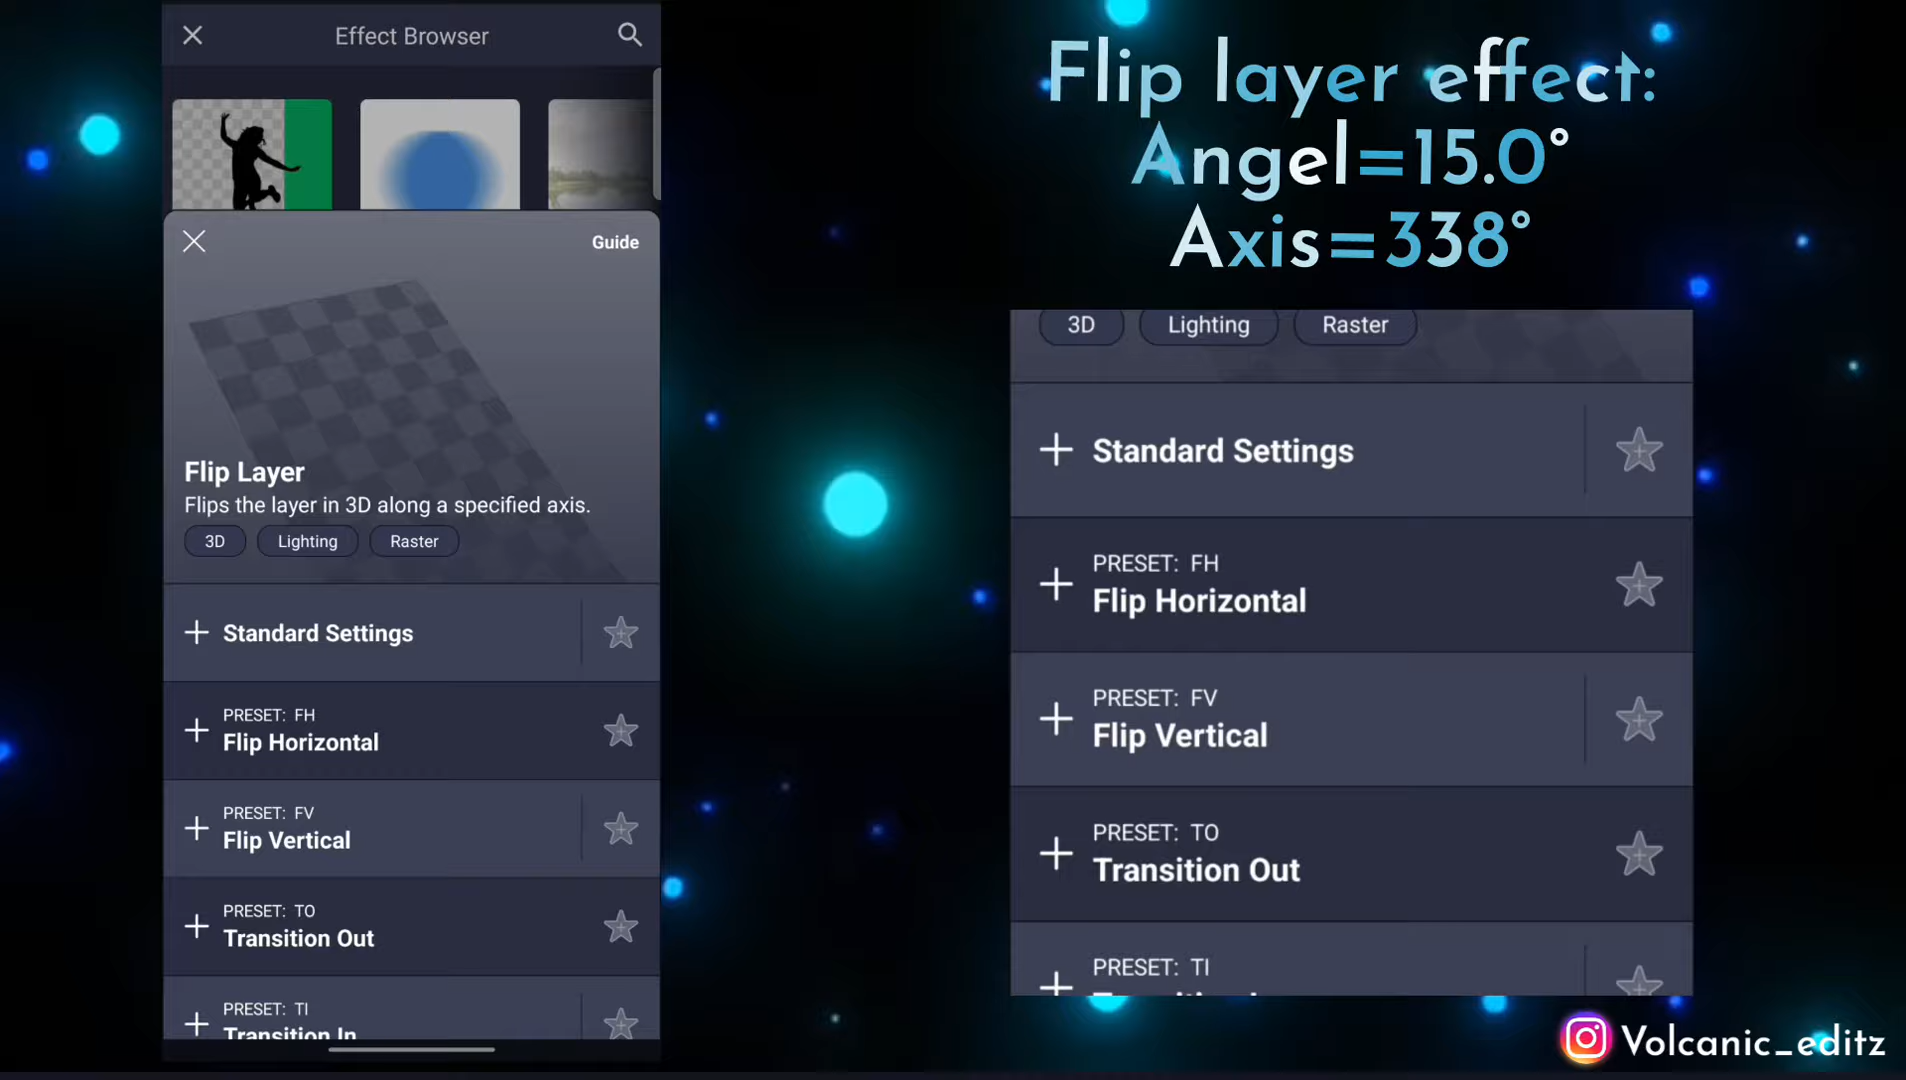 Effect Browser
Guide
Flip Layer
Flips the layer in 3D along a specified axis.
3D
Lighting
Raster
Standard Settings
PRESET: FH
Flip Horizontal
PRESET: FV
Flip Vertical
PRESET: TO
Transition Out
PRESET: TI
Transition In
Flip layer effect:
Angel=15.0°
Axis=338°
3D
Lighting
Raster
Standard Settings
PRESET: FH
Flip Horizontal
PRESET: FV
Flip Vertical
PRESET: TO
Transition Out
PRESET: TI
Volcanic_editz